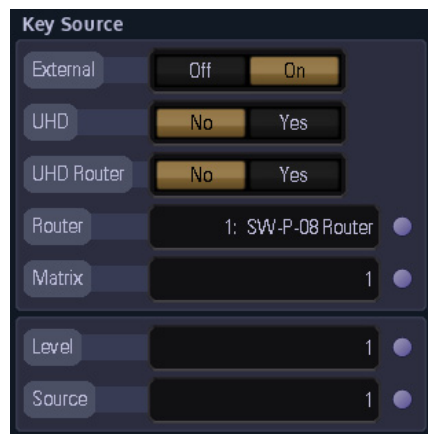 Key Source
External Off On
UHD No Yes
UHD Router No Yes
Router 1: SW-P-08 Router
Matrix 1
Level 1
Source 1